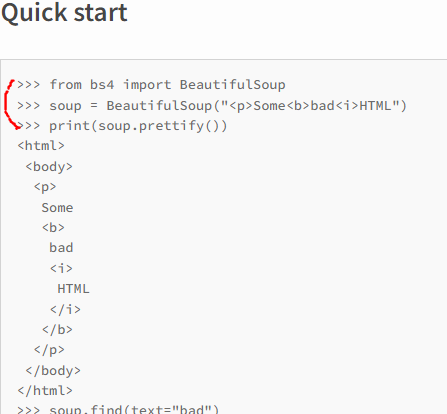 Quick start
>>> from bs4 import BeautifulSoup
>>> soup = BeautifulSoup("<p>Some<b>bad<i>HTML")
>>> print(soup.prettify())
<html>
 <body>
  <p>
   Some
   <b>
    bad
    <i>
     HTML
    </i>
   </b>
  </p>
 </body>
</html>
>>> soup.find(text="bad")